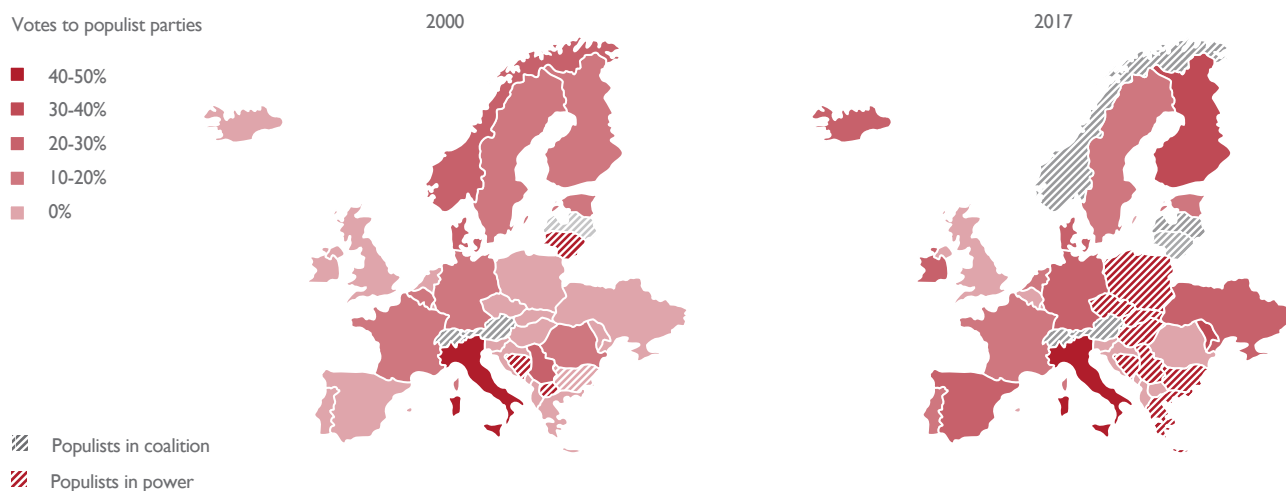 Votes to populist parties
2000
2017
40-50%
30-40%
20-30%
10-20%
0%
Populists in coalition
Populists in power